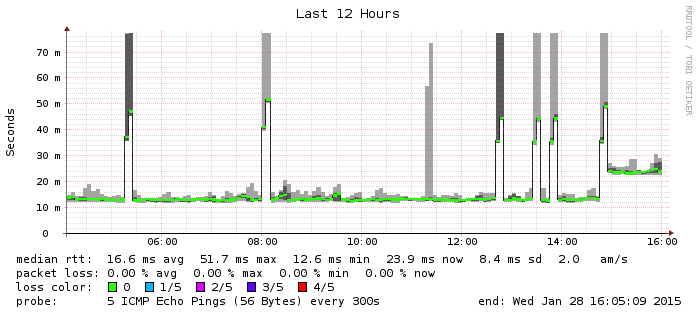 Last 12 Hours
RRDTOOL / TOBI OETIKER
Seconds
70 m
60 m
50 m
40 m
30 m
20 m
10 m
0
06:00 08:00 10:00 12:00 14:00 16:00
median rtt: 16.6 ms avg 51.7 ms max 12.6 ms min 23.9 ms now 8.4 ms sd 2.0 am/s
packet loss: 0.00 % avg 0.00 % max 0.00 % min 0.00 % now
loss color: 0 1/5 2/5 3/5 4/5
probe: 5 ICMP Echo Pings (56 Bytes) every 300s end: Wed Jan 28 16:05:09 2015